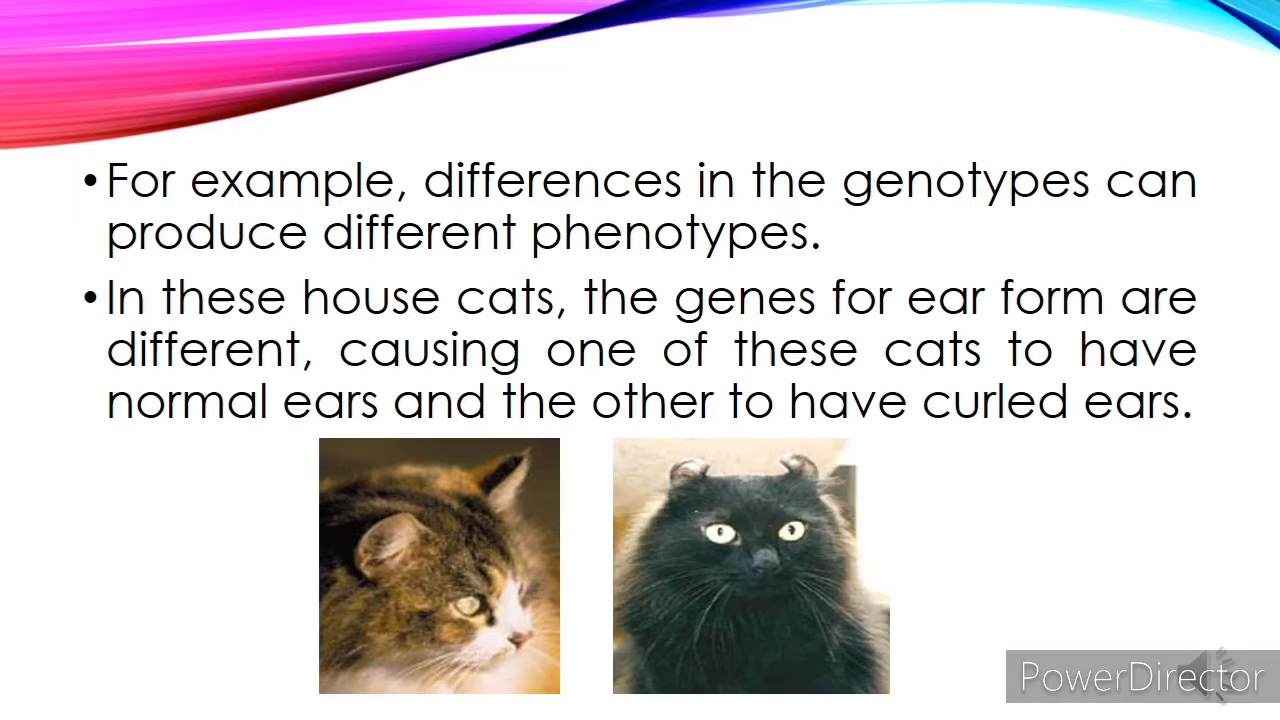 •For example, differences in the genotypes can
produce different phenotypes.
•In these house cats, the genes for ear form are
different, causing one of these cats to have
normal ears and the other to have curled ears.
PowerDirector